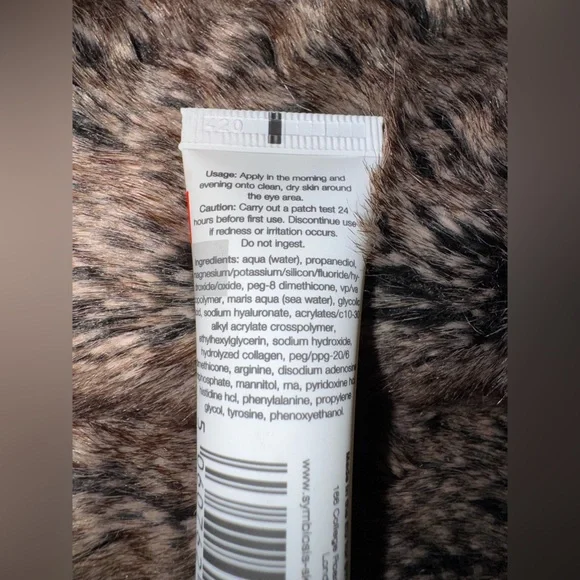 420
Usage: Apply in the morning and
evening onto clean, dry skin around
the eye area.
Caution: Carry out a patch test 24
hours before first use. Discontinue use
if redness or irritation occurs.
Do not ingest.
Ingredients: aqua (water), propanediol,
magnesium/potassium/silicon/fluoride/hy-
droxide/oxide, peg-8 dimethicone, vp/va
copolymer, maris aqua (sea water), glycolic
acid, sodium hyaluronate, acrylates/c10-30
alkyl acrylate crosspolymer,
ethylhexylglycerin, sodium hydroxide,
hydrolyzed collagen, peg/ppg-20/6
dimethicone, arginine, disodium adenosine
triphosphate, mannitol, rna, pyridoxine hcl,
histidine hcl, phenylalanine, propylene
glycol, tyrosine, phenoxyethanol.
www.symbiosis-s
166 College